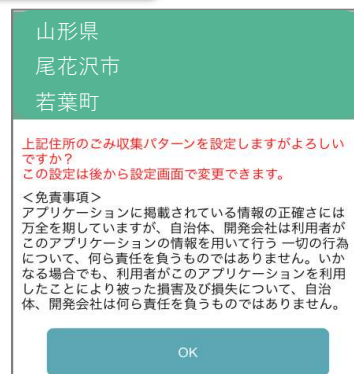 山形県
尾花沢市
若葉町
上記住所のごみ収集パターンを設定しますがよろしい
ですか？
この設定は後から設定画面で変更できます。
＜免責事項＞
アプリケーションに掲載されている情報の正確さには
万全を期していますが、自治体、開発会社は利用者が
このアプリケーションの情報を用いて行う 一切の行為
について、何ら責任を負うものではありません。いか
なる場合でも、利用者がこのアプリケーションを利用
したことにより被った損害及び損失について、自治
体、開発会社は何ら責任を負うものではありません。
OK